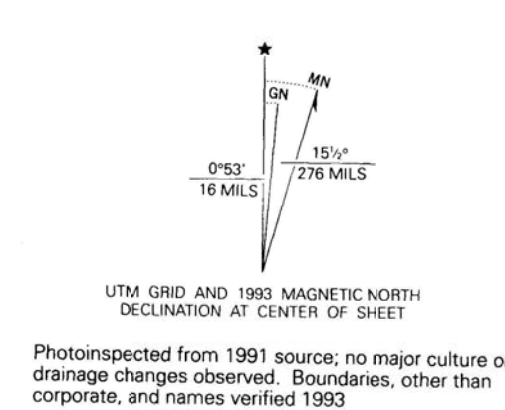 MN
GN
0°53'
16 MILS
15½°
276 MILS
UTM GRID AND 1993 MAGNETIC NORTH
DECLINATION AT CENTER OF SHEET
Photoinspected from 1991 source; no major culture o
drainage changes observed. Boundaries, other than
corporate, and names verified 1993